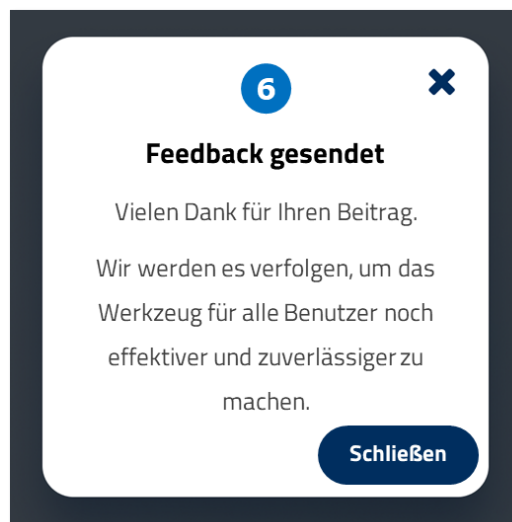 6
Feedback gesendet
Vielen Dank für Ihren Beitrag.
Wir werden es verfolgen, um das
Werkzeug für alle Benutzer noch
effektiver und zuverlässiger zu
machen.
Schließen